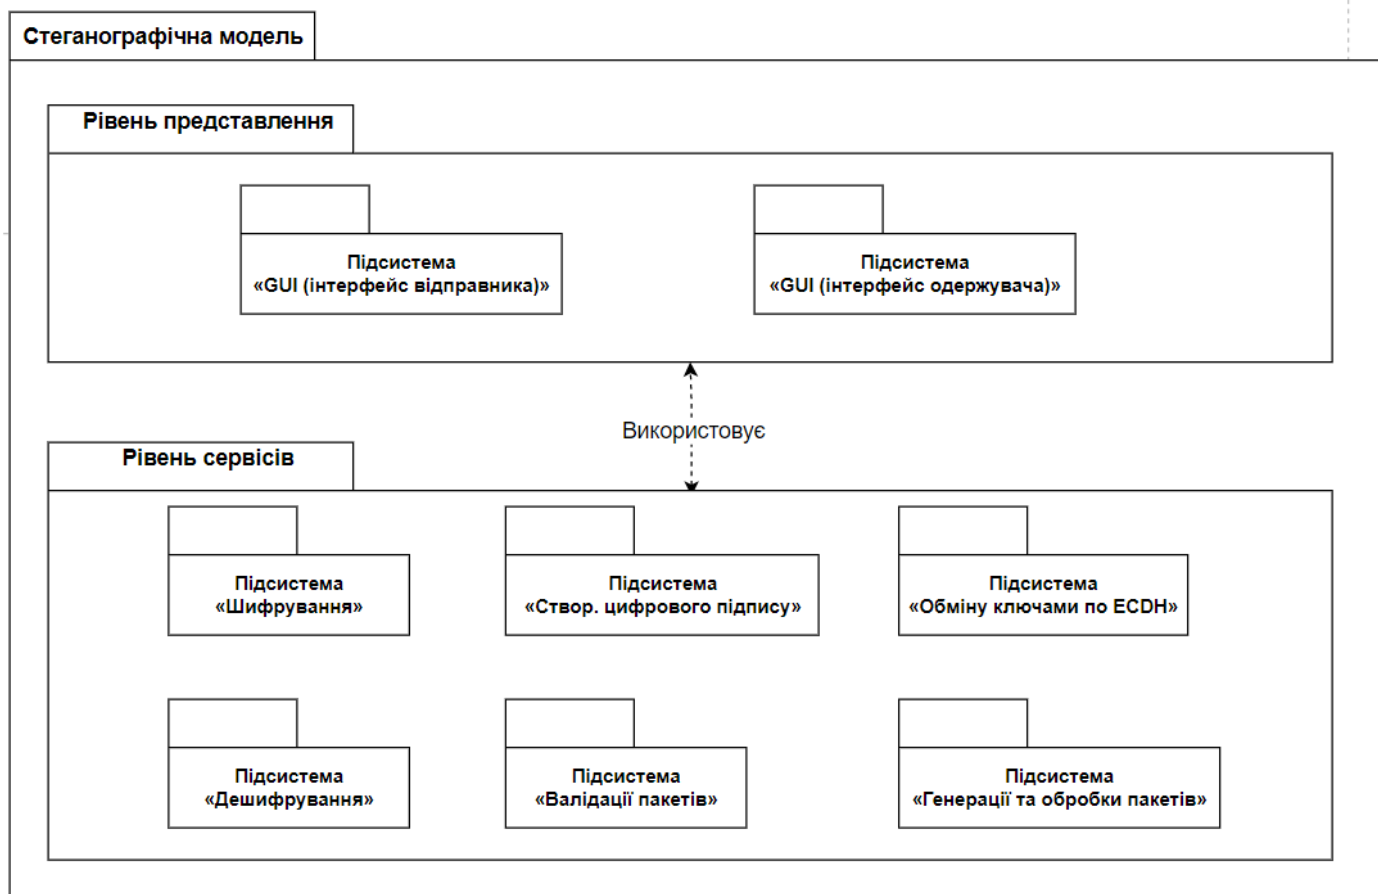 Стеганографічна модель
Рівень представлення
Підсистема
«GUI (інтерфейс відправника)»
Підсистема
«GUI (інтерфейс одержувача)»
Використовує
Рівень сервісів
Підсистема
«Шифрування»
Підсистема
«Створ. цифрового підпису»
Підсистема
«Обміну ключами по ECDH»
Підсистема
«Дешифрування»
Підсистема
«Валідації пакетів»
Підсистема
«Генерації та обробки пакетів»